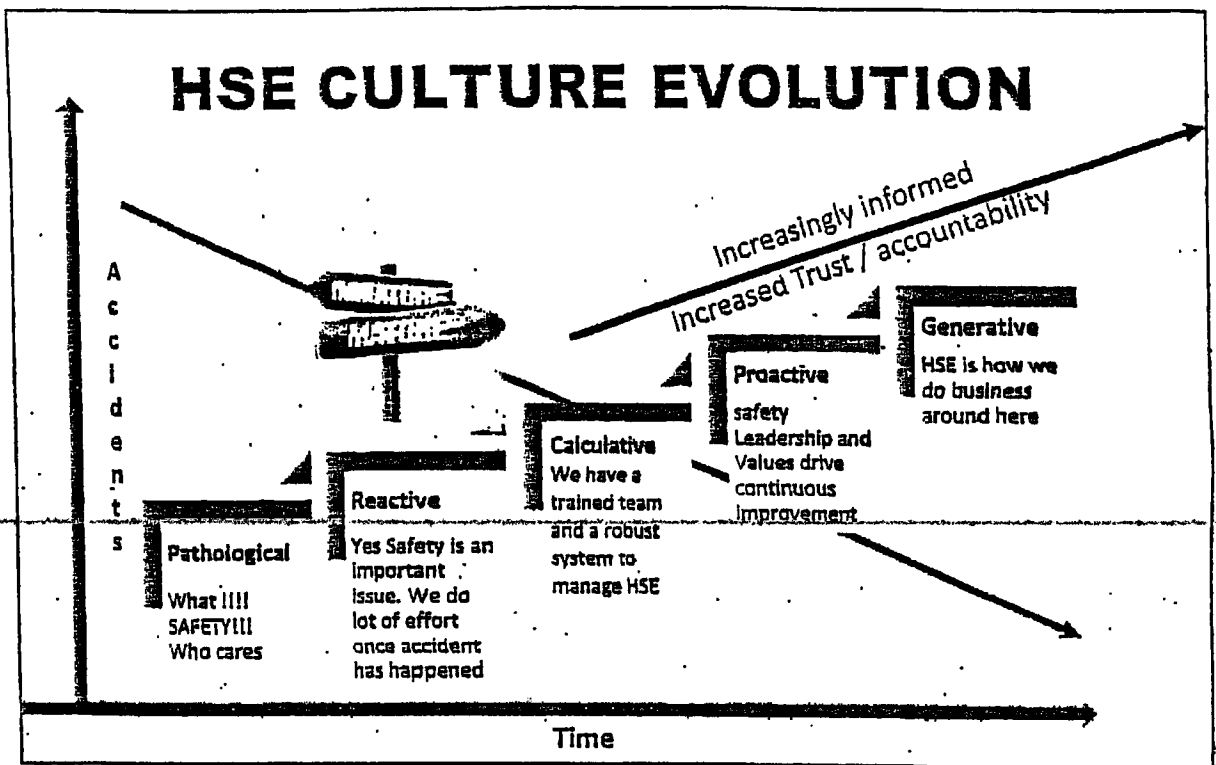 HSE CULTURE EVOLUTION
Accidents
Increasingly informed
Increased Trust / accountability
Pathological
What !!!!
SAFETY!!!
Who cares
Reactive
Yes Safety is an
important
issue. We do
lot of effort
once accident
has happened
Calculative
We have a
trained team
and a robust
system to
manage HSE
Proactive
safety
Leadership and
Values drive
continuous
improvement
Generative
HSE is how we
do business
around here
Time